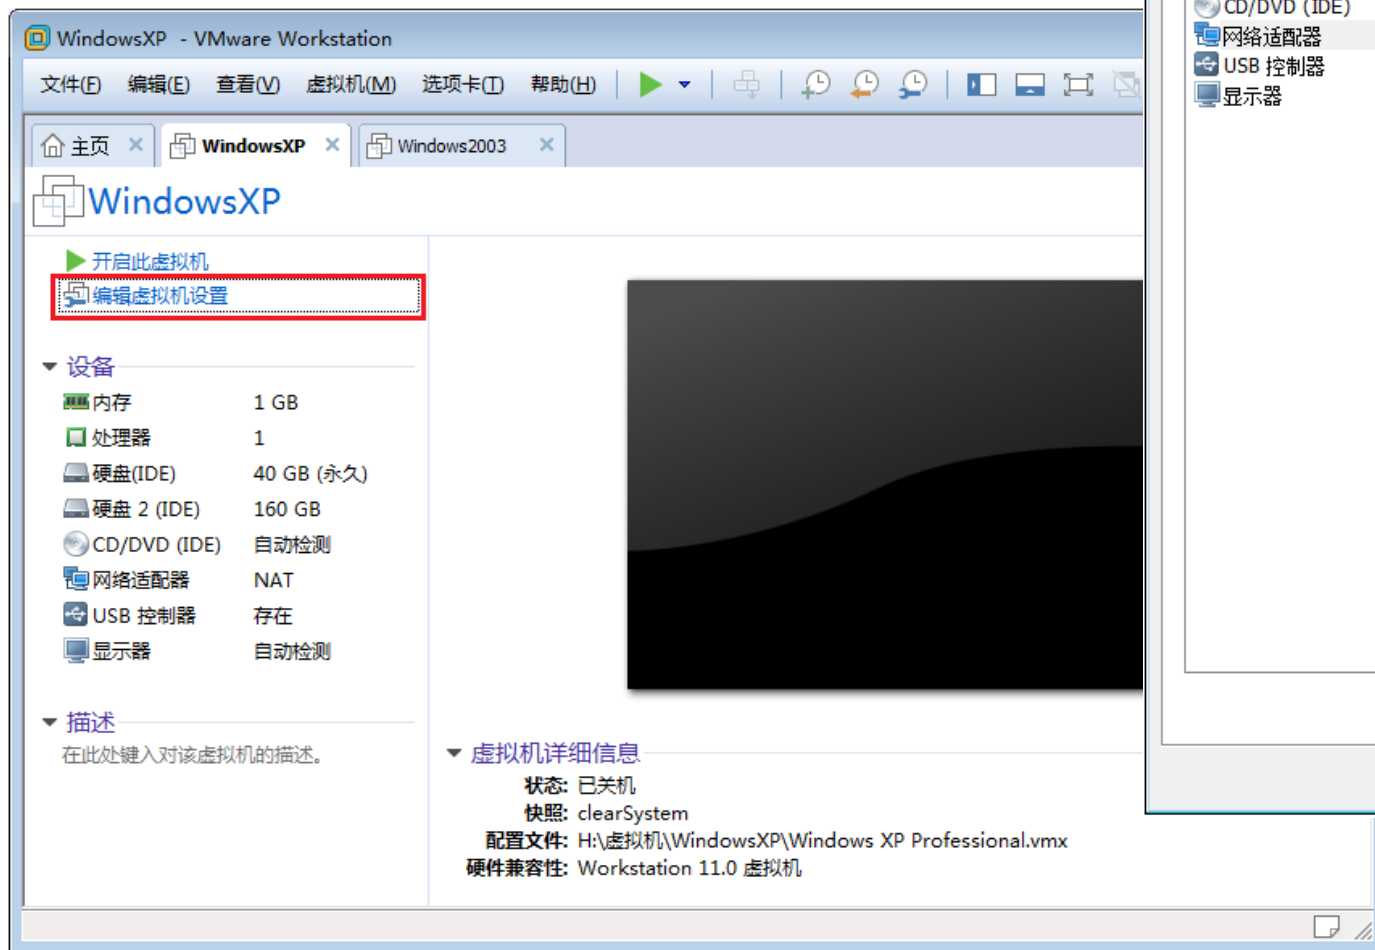 WindowsXP - VMware Workstation
文件(F) 编辑(E) 查看(V) 虚拟机(M) 选项卡(T) 帮助(H)
主页 WindowsXP Windows2003
WindowsXP
开启此虚拟机
编辑虚拟机设置
设备
内存 1 GB
处理器 1
硬盘(IDE) 40 GB (永久)
硬盘 2 (IDE) 160 GB
CD/DVD (IDE) 自动检测
网络适配器 NAT
USB 控制器 存在
显示器 自动检测
描述
在此处键入对该虚拟机的描述。
虚拟机详细信息
状态: 已关机
快照: clearSystem
配置文件: H:\虚拟机\WindowsXP\Windows XP Professional.vmx
硬件兼容性: Workstation 11.0 虚拟机
CD/DVD (IDE)
网络适配器
USB 控制器
显示器